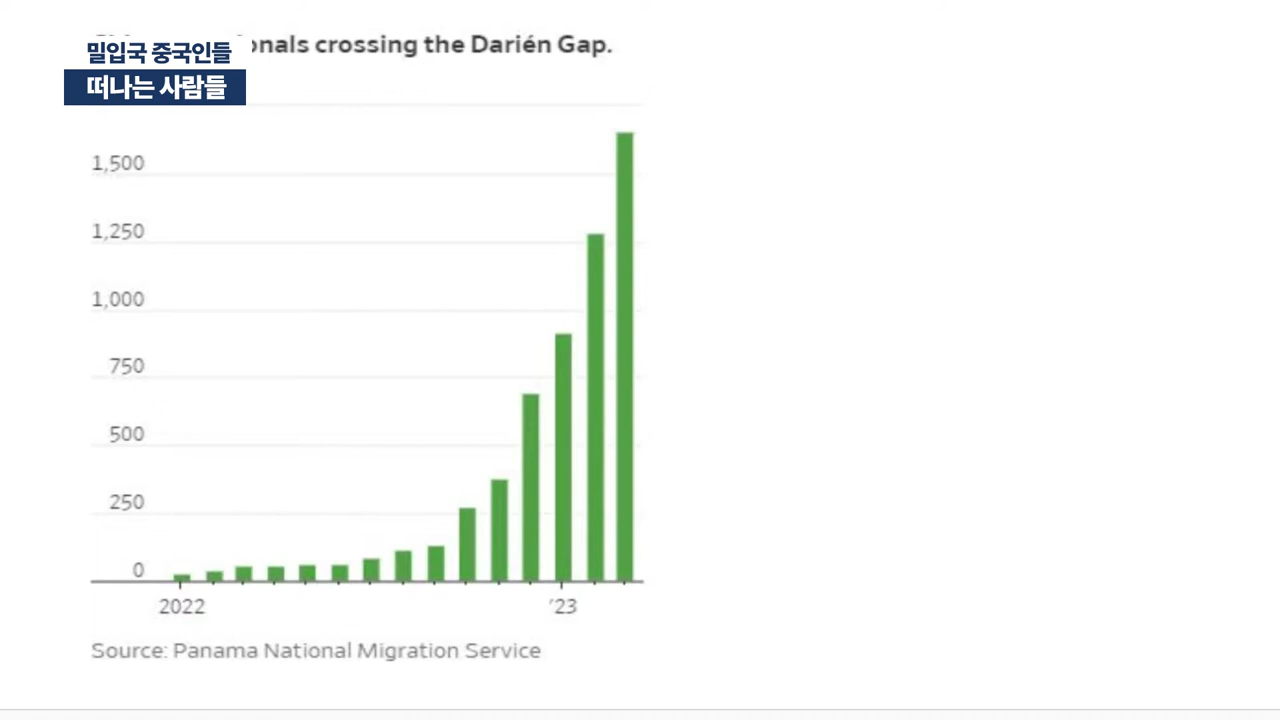 밀입국 중국인들
떠나는 사람들
crossing the Darién Gap.
1,500
1,250
1,000
750
500
250
0
2022
'23
Source: Panama National Migration Service